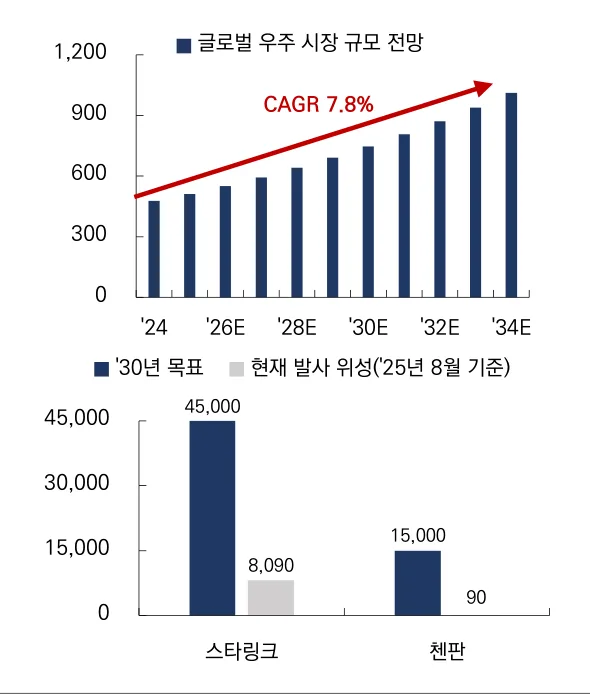 글로벌 우주 시장 규모 전망
1,200
900
600
300
0
CAGR 7.8%
'24 '26E '28E '30E '32E '34E
'30년 목표 현재 발사 위성('25년 8월 기준)
45,000
30,000
15,000
0
45,000
8,090
15,000
90
스타링크 첸판